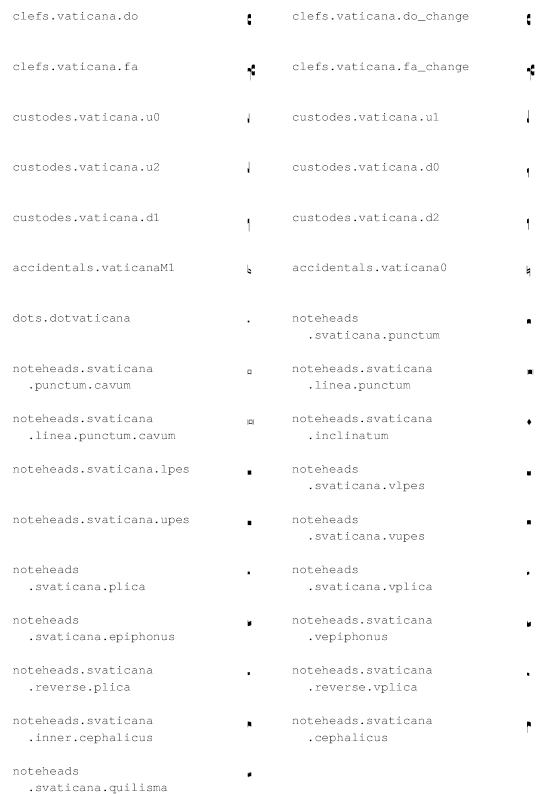 clefs.vaticana.do clefs.vaticana.do_change
clefs.vaticana.fa clefs.vaticana.fa_change
custodes.vaticana.u0 custodes.vaticana.u1
custodes.vaticana.u2 custodes.vaticana.d0
custodes.vaticana.d1 custodes.vaticana.d2
accidentals.vaticanaM1 accidentals.vaticana0
dots.dotvaticana noteheads
.svaticana.punctum
noteheads.svaticana noteheads.svaticana
.punctum.cavum .linea.punctum
noteheads.svaticana noteheads.svaticana
.linea.punctum.cavum .inclinatum
noteheads.svaticana.lpes noteheads
.svaticana.vlpes
noteheads.svaticana.upes noteheads
.svaticana.vupes
noteheads noteheads
.svaticana.plica .svaticana.vplica
noteheads noteheads.svaticana
.svaticana.epiphonus .vepiphonus
noteheads.svaticana noteheads.svaticana
.reverse.plica .reverse.vplica
noteheads.svaticana noteheads.svaticana
.inner.cephalicus .cephalicus
noteheads
.svaticana.quilisma